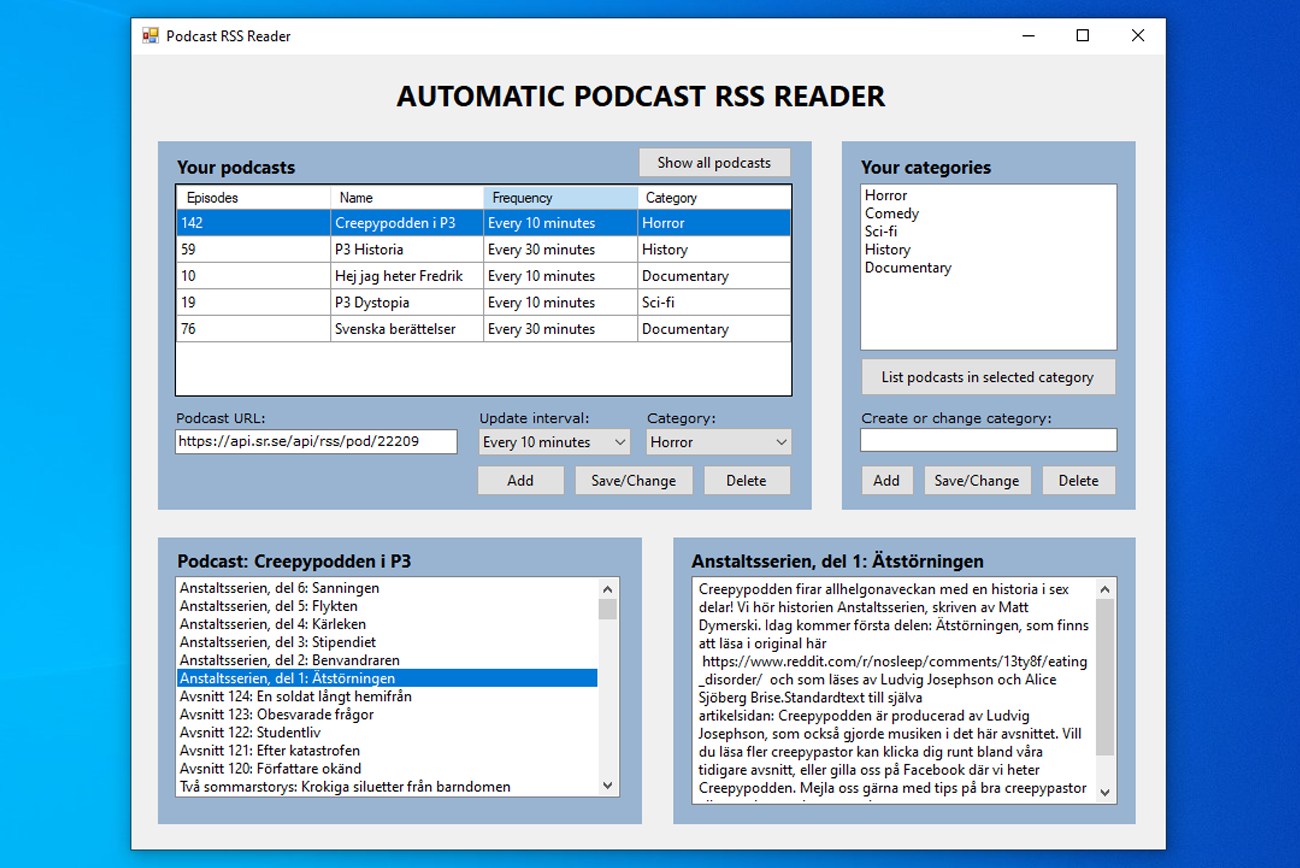 Podcast RSS Reader
AUTOMATIC PODCAST RSS READER
Your podcasts
Show all podcasts
Episodes Name Frequency Category
142 Creepypodden i P3 Every 10 minutes Horror
59 P3 Historia Every 30 minutes History
10 Hej jag heter Fredrik Every 10 minutes Documentary
19 P3 Dystopia Every 10 minutes Sci-fi
76 Svenska berättelser Every 30 minutes Documentary
Podcast URL: Update interval: Category:
https://api.sr.se/api/rss/pod/22209 Every 10 minutes Horror
Add Save/Change Delete
Your categories
Horror
Comedy
Sci-fi
History
Documentary
List podcasts in selected category
Create or change category:
Add Save/Change Delete
Podcast: Creepypodden i P3
Anstaltsserien, del 6: Sanningen
Anstaltsserien, del 5: Flykten
Anstaltsserien, del 4: Kärleken
Anstaltsserien, del 3: Stipendiet
Anstaltsserien, del 2: Benvandraren
Anstaltsserien, del 1: Ätstörningen
Avsnitt 124: En soldat långt hemifrån
Avsnitt 123: Obesvarade frågor
Avsnitt 122: Studentliv
Avsnitt 121: Efter katastrofen
Avsnitt 120: Författare okänd
Två sommarstorys: Krokiga siluetter från barndomen
Anstaltsserien, del 1: Ätstörningen
Creepypodden firar allhelgonaveckan med en historia i sex
delar! Vi hör historien Anstaltsserien, skriven av Matt
Dymerski. Idag kommer första delen: Ätstörningen, som finns
att läsa i original här
https://www.reddit.com/r/nosleep/comments/13ty8f/eating
_disorder/ och som läses av Ludvig Josephson och Alice
Sjöberg Brise.Standardtext till själva
artikelsidan: Creepypodden är producerad av Ludvig
Josephson, som också gjorde musiken i det här avsnittet. Vill
du läsa fler creepypastor kan klicka dig runt bland våra
tidigare avsnitt, eller gilla oss på Facebook där vi heter
Creepypodden. Mejla oss gärna med tips på bra creepypastor